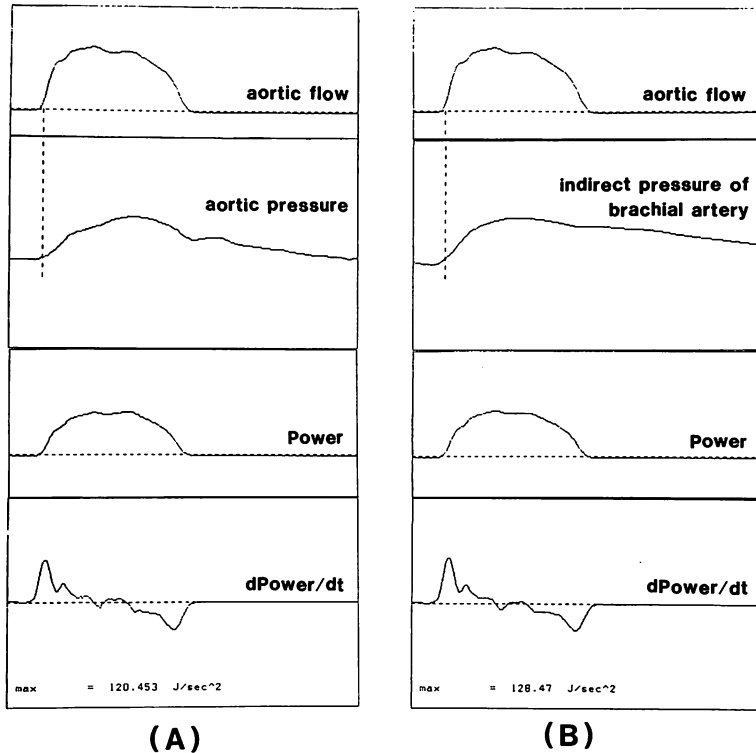 aortic flow
aortic pressure
Power
dPower/dt
max = 120.453 J/sec^2
(A)
aortic flow
indirect pressure of
brachial artery
Power
dPower/dt
max = 128.47 J/sec^2
(B)